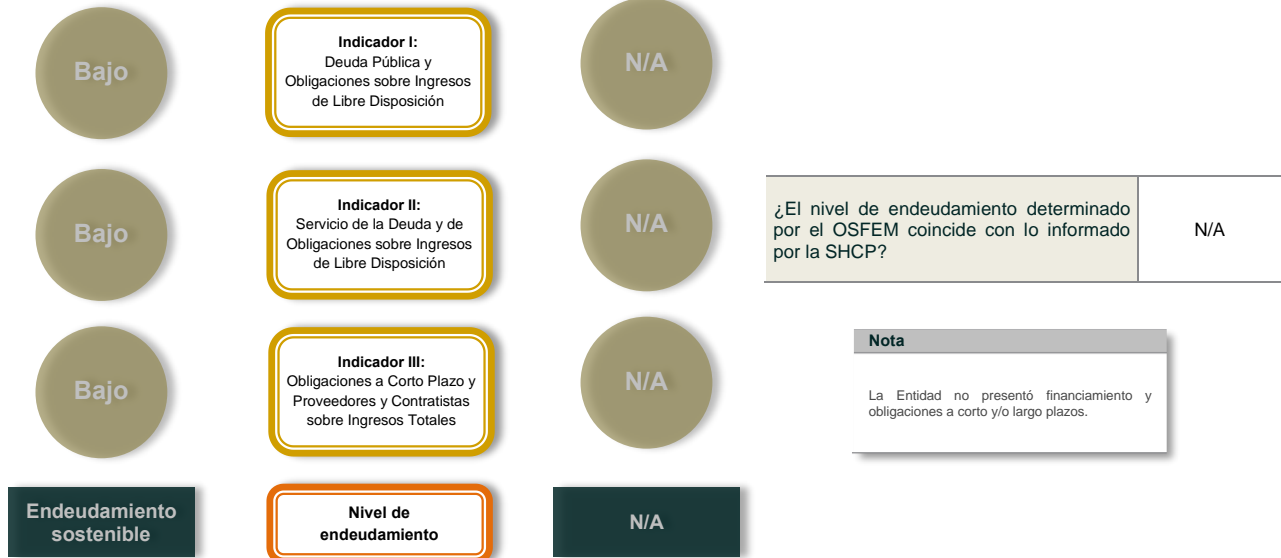 Bajo
Indicador I:
Deuda Pública y
Obligaciones sobre Ingresos
de Libre Disposición
N/A
Bajo
Indicador II:
Servicio de la Deuda y de
Obligaciones sobre Ingresos
de Libre Disposición
N/A
¿El nivel de endeudamiento determinado
por el OSFEM coincide con lo informado
por la SHCP?
N/A
Bajo
Indicador III:
Obligaciones a Corto Plazo y
Proveedores y Contratistas
sobre Ingresos Totales
N/A
Nota
La Entidad no presentó financiamiento y
obligaciones a corto y/o largo plazos.
Endeudamiento
sostenible
Nivel de
endeudamiento
N/A